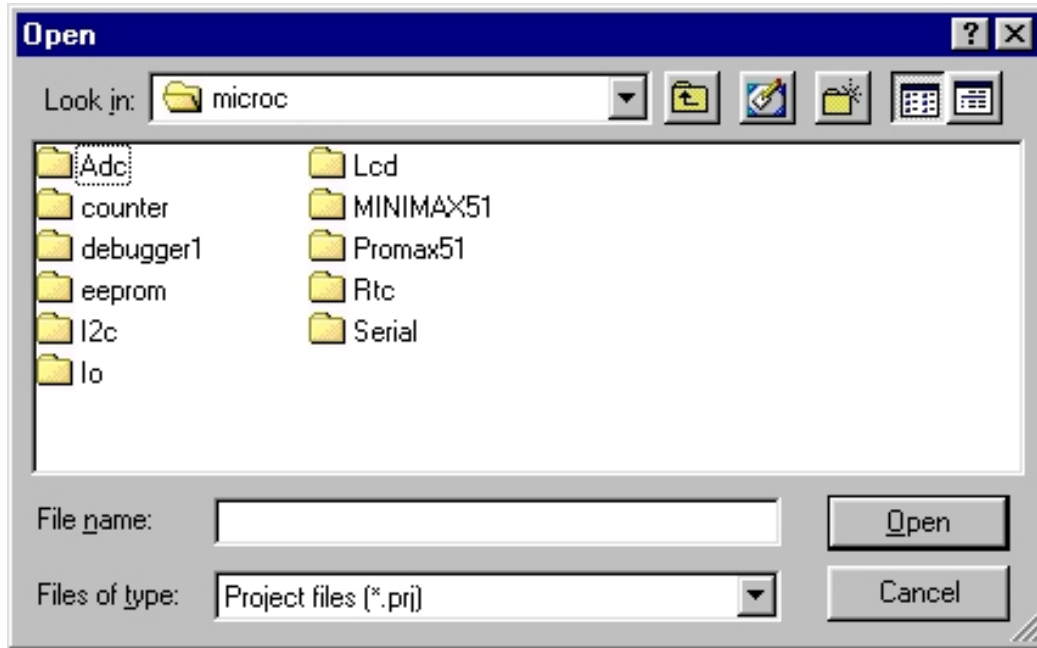 Open
Look in: microc
Adc
counter
debugger1
eeprom
I2c
Io
Lcd
MINIMAX51
Promax51
Rtc
Serial
File name:
Open
Files of type: Project files (*.prj)
Cancel